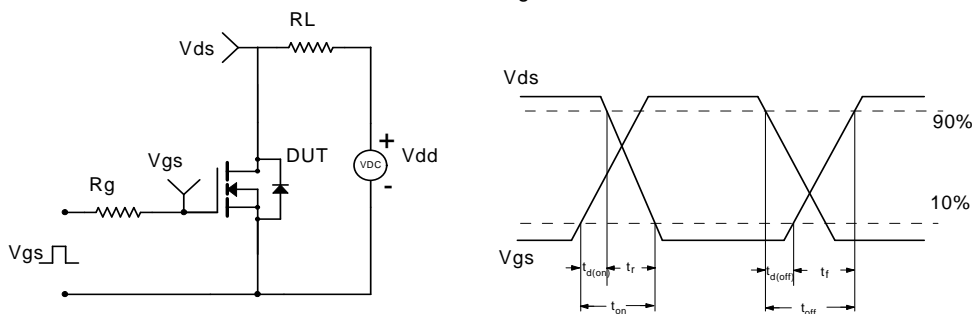 g
RL
Vds
Vds
90%
+
DUT
VDC
Vdd
Vgs
-
Rg
10%
Vgs
Vgs
td(on)
tr
td(off)
tf
ton
toff